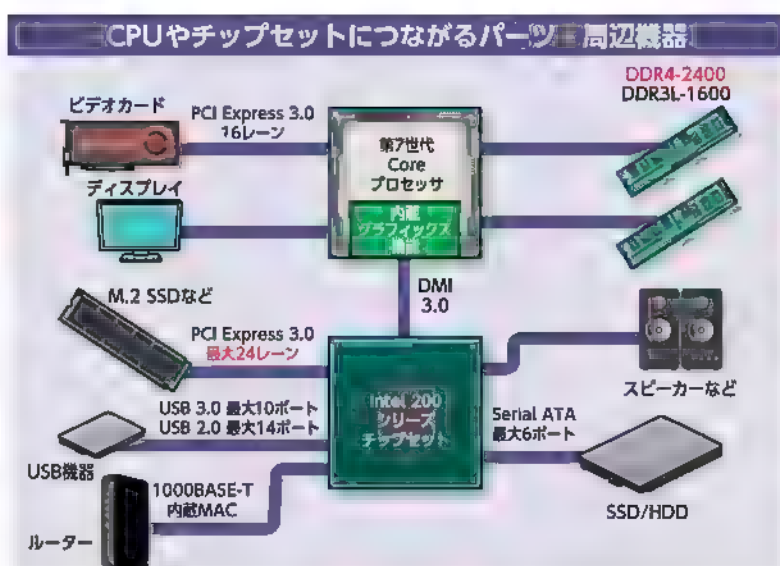 CPUやチップセットにつながるパーツ 周辺機器
DDR4-2400
DDR3L-1600
ビデオカード
PCI Express 3.0
16レーン
第7世代
Core
プロセッサ
内蔵
グラフィックス
ディスプレイ
DMI
3.0
M.2 SSDなど
PCI Express 3.0
最大24レーン
スピーカーなど
Intel 200
シリーズ
チップセット
USB 3.0 最大10ポート
USB 2.0 最大14ポート
Serial ATA
最大6ポート
USB機器
1000BASE-T
内蔵MAC
SSD/HDD
ルーター